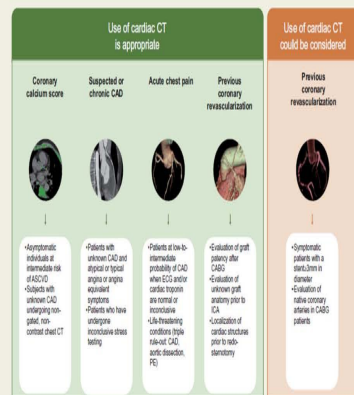 Use of cardiac CT
is appropriate
Use of cardiac CT
could be considered
Coronary
calcium score
Suspected or
chronic CAD
Acute chest pain
Previous
coronary
revascularization
Previous
coronary
revascularization
•Asymptomatic
individuals at
intermediate risk
of ASCVD
•Subjects with
unknown CAD
undergoing non-
gated, non-
contrast chest CT
•Patients with
unknown CAD and
atypical or typical
angina or angina
equivalent
symptoms
•Patients who have
undergone
inconclusive stress
testing
•Patients at low-to-
intermediate
probability of CAD
when ECG and/or
cardiac troponin
are normal or
inconclusive
•Life-threatening
conditions (triple
rule-out: CAD,
aortic dissection,
PE)
•Evaluation of graft
patency after
CABG
•Evaluation of
unknown graft
anatomy prior to
ICA
•Localization of
cardiac structures
prior to redo-
sternotomy
•Symptomatic
patients with a
in diameter
•Evaluation of
native coronary
arteries in CABG
patients